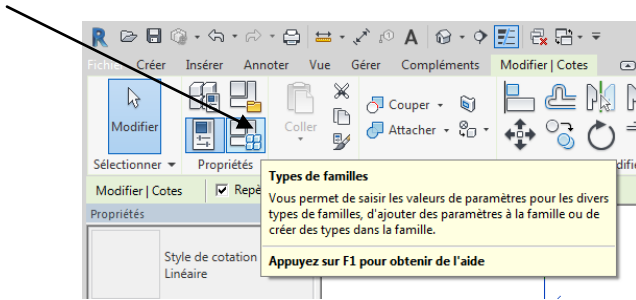 R A
Fichier Créer Insérer Annoter Vue Gérer Compléments Modifier | Cotes
Modifier
Coller
Couper
Attacher
Sélectionner Propriétés
Modifier | Cotes
Propriétés
Types de familles
Vous permet de saisir les valeurs de paramètres pour les divers
types de familles, d'ajouter des paramètres à la famille ou de
créer des types dans la famille.
Appuyez sur F1 pour obtenir de l'aide
Style de cotation
Linéaire